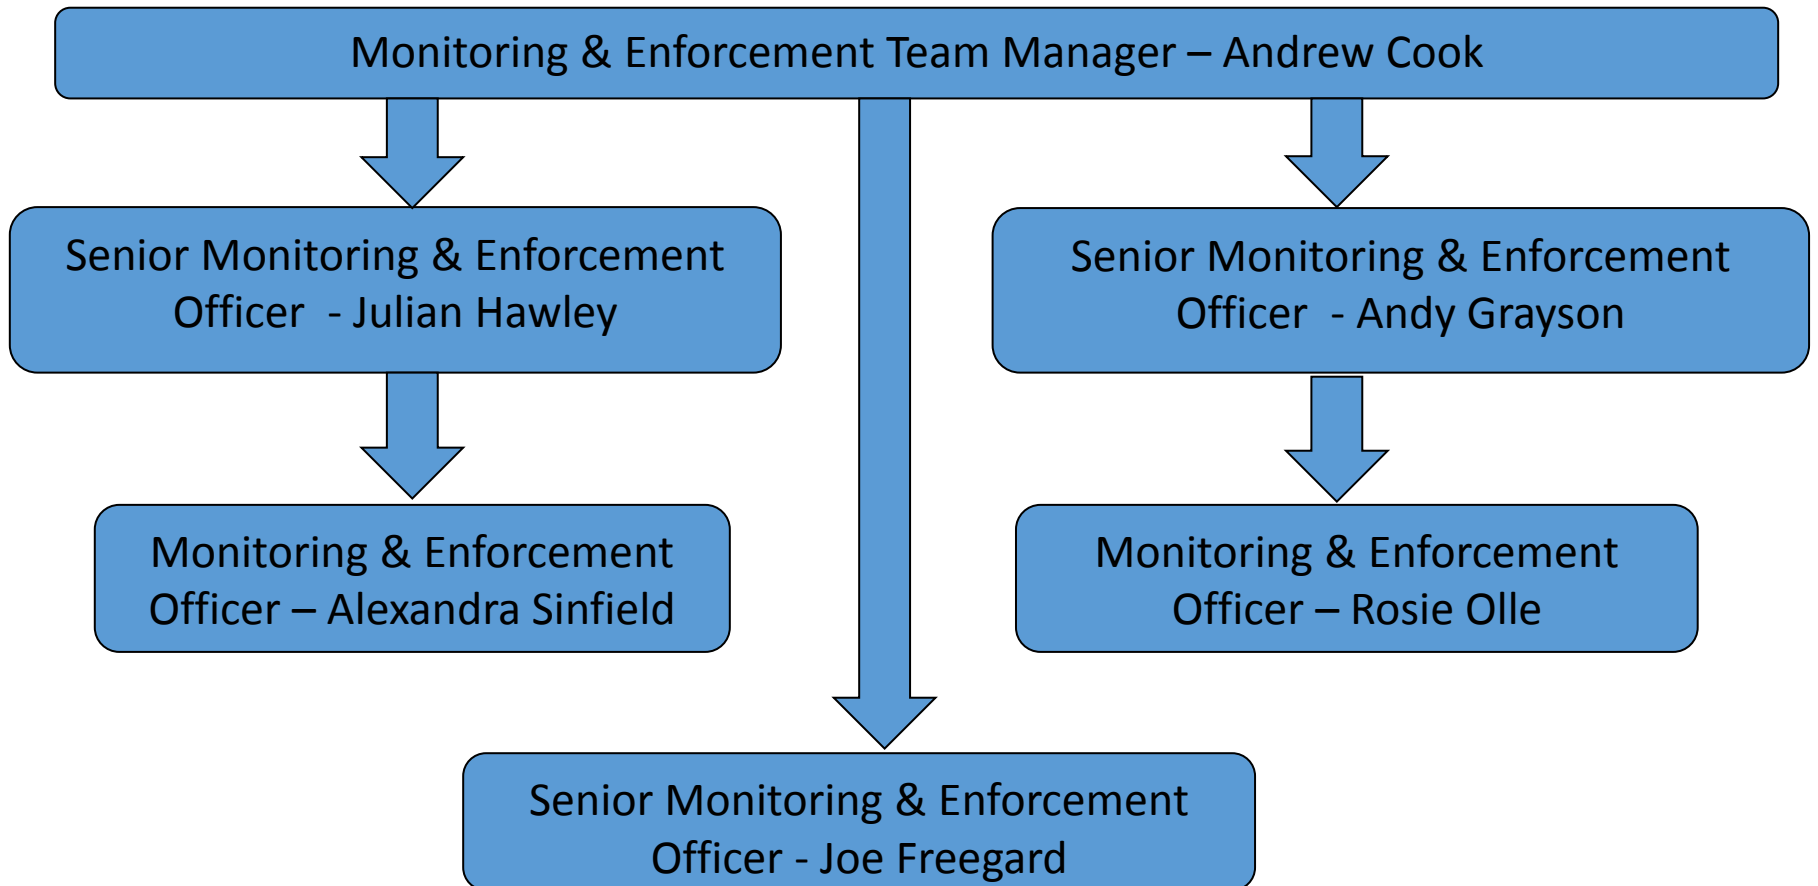 Monitoring & Enforcement Team Manager – Andrew Cook
Senior Monitoring & Enforcement
Officer  - Julian Hawley
Senior Monitoring & Enforcement
Officer  - Andy Grayson
Monitoring & Enforcement
Officer – Alexandra Sinfield
Monitoring & Enforcement
Officer – Rosie Olle
Senior Monitoring & Enforcement
Officer - Joe Freegard